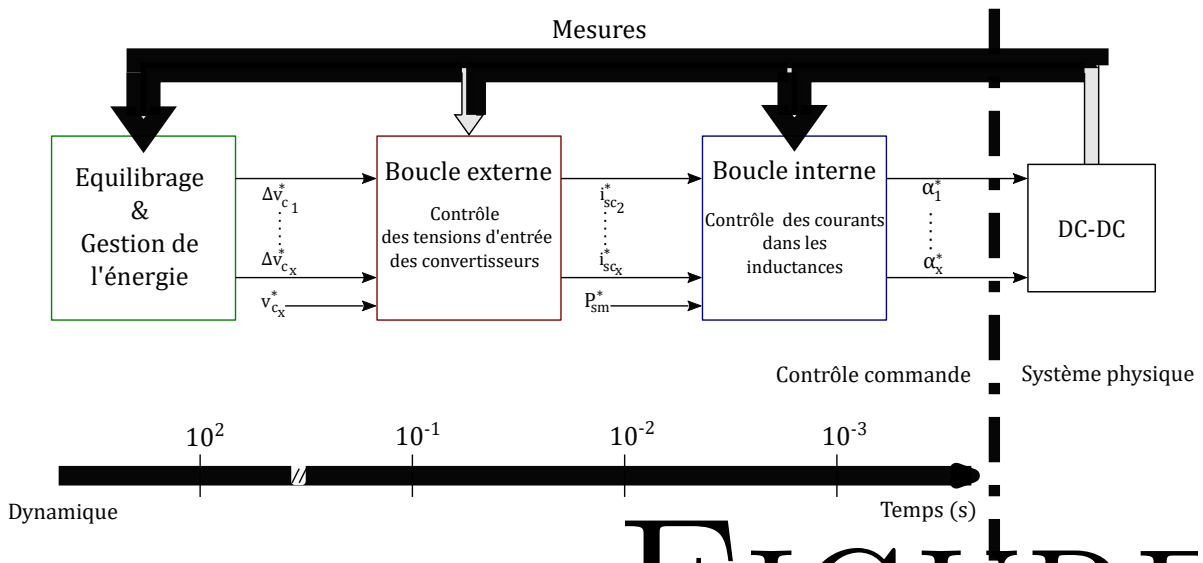 Mesures
Equilibrage
&
Gestion de
l'énergie
Δv*c1
Δv*cx
v*cx
Boucle externe
Contrôle
des tensions d'entrée
des convertisseurs
i*sc2
i*scx
P*sm
Boucle interne
Contrôle des courants
dans les
inductances
α*1
α*x
DC-DC
Contrôle commande
Système physique
10²
//
10⁻¹
10⁻²
10⁻³
Dynamique
Temps (s)
FIGURE